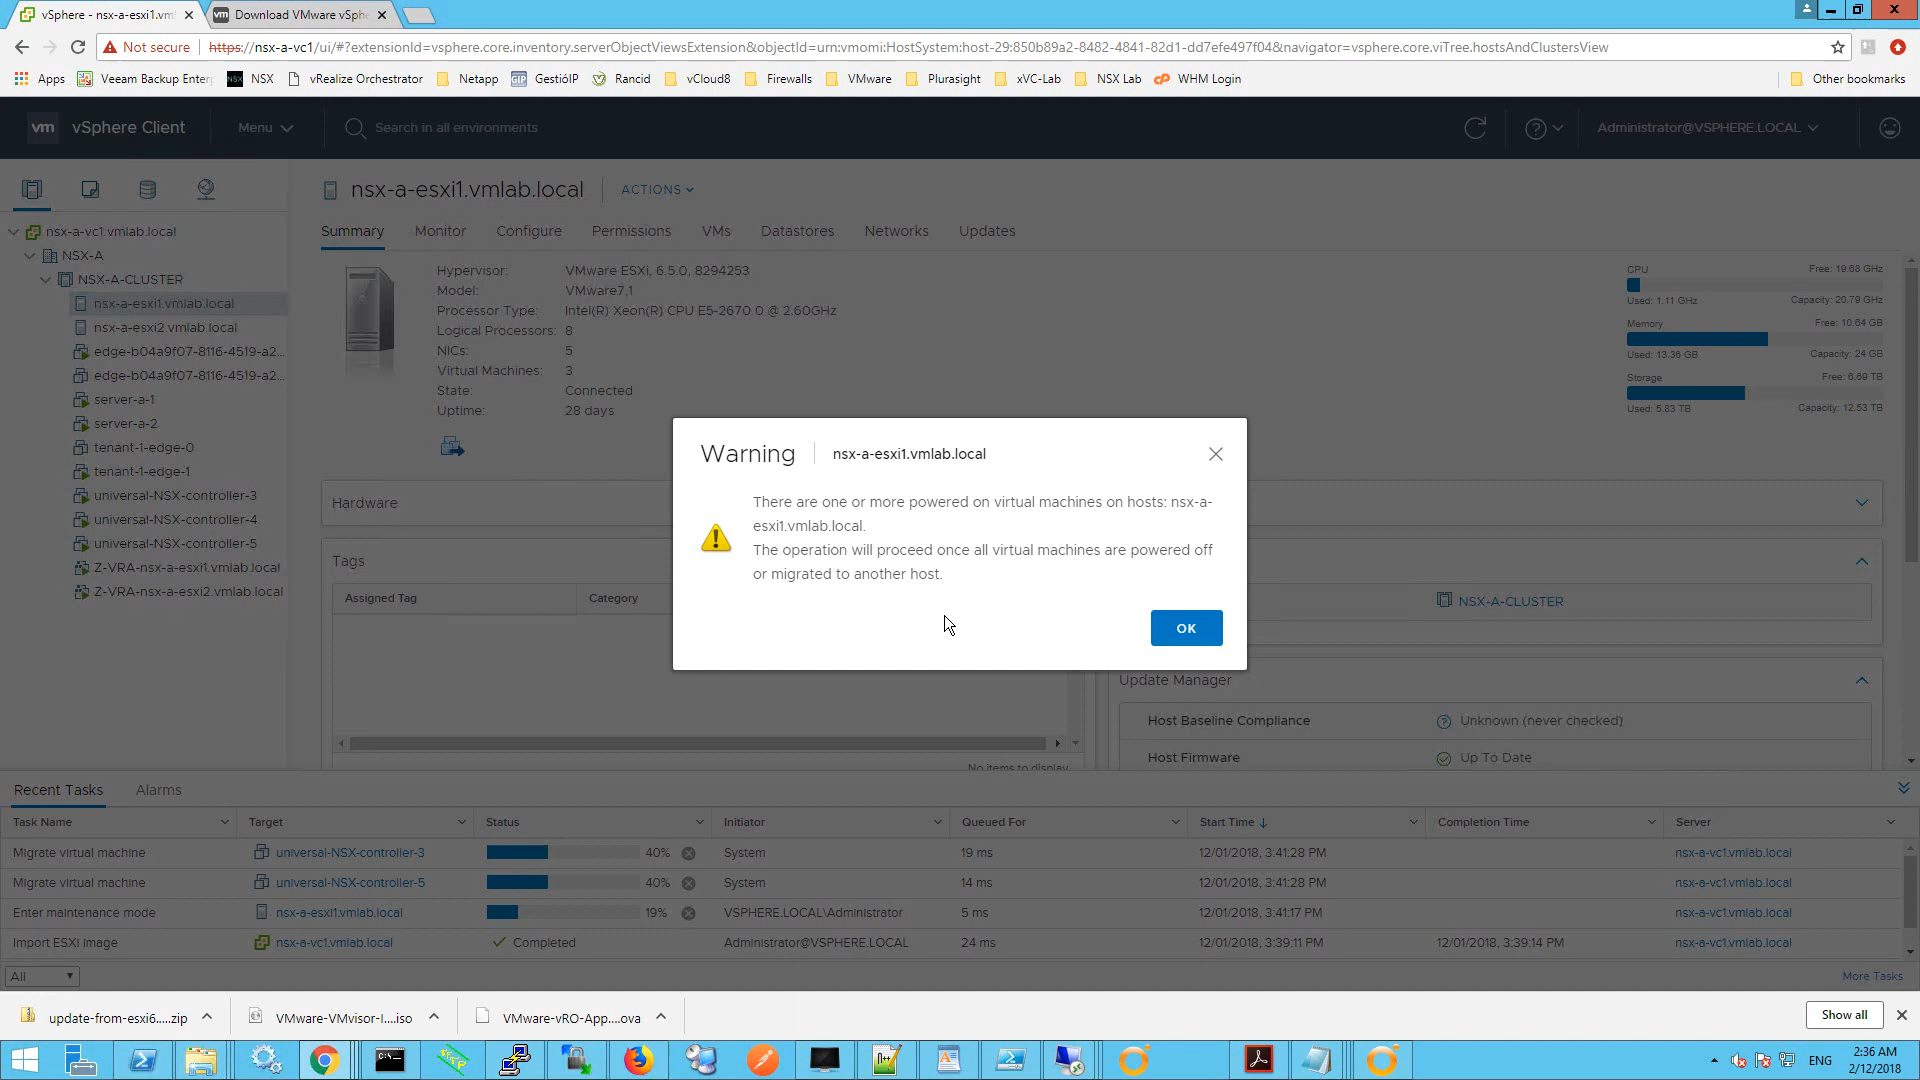 vSphere - nsx-a-esxi1.vm
Download VMware vSph
Not secure
https://nsx-a-vc1/ui/#?extensionId=vsphere.core.inventory.serverObjectViewsExtension&objectId=urn:vmomi:HostSystem:host-29:850b89a2-8482-4841-82d1-dd7efe497f04&navigator=vsphere.core.viTree.hostsAndClustersView
Apps
Veeam Backup Enter
NSX
NSX
vRealize Orchestrator
Netapp
GIP
GestióIP
Rancid
vCloud8
Firewalls
VMware
Plurasight
xVC-Lab
NSX Lab
cP
WHM Login
Other bookmarks
vm
vSphere Client
Menu
Search in all environments
Administrator@VSPHERE.LOCAL
nsx-a-vc1.vmlab.local
NSX-A
NSX-A-CLUSTER
nsx-a-esxi1.vmlab.local
nsx-a-esxi2.vmlab.local
edge-b04a9f07-8116-4519-a2...
edge-b04a9f07-8116-4519-a2...
server-a-1
server-a-2
tenant-1-edge-0
tenant-1-edge-1
universal-NSX-controller-3
universal-NSX-controller-4
universal-NSX-controller-5
Z-VRA-nsx-a-esxi1.vmlab.local
Z-VRA-nsx-a-esxi2.vmlab.local
nsx-a-esxi1.vmlab.local
ACTIONS
Summary
Monitor
Configure
Permissions
VMs
Datastores
Networks
Updates
Hypervisor: VMware ESXi, 6.5.0, 8294253
Model: VMware7,1
Processor Type: Intel(R) Xeon(R) CPU E5-2670 0 @ 2.60GHz
Logical Processors: 8
NICs: 5
Virtual Machines: 3
State: Connected
Uptime: 28 days
CPU Free: 19.68 GHz
Used: 1.11 GHz Capacity: 20.79 GHz
Memory Free: 10.64 GB
Used: 13.36 GB Capacity: 24 GB
Storage Free: 6.69 TB
Used: 5.83 TB Capacity: 12.53 TB
Hardware
Tags
Assigned Tag
Category
No items to display
NSX-A-CLUSTER
Update Manager
Host Baseline Compliance Unknown (never checked)
Host Firmware Up To Date
Warning
nsx-a-esxi1.vmlab.local
There are one or more powered on virtual machines on hosts: nsx-a-
esxi1.vmlab.local.
The operation will proceed once all virtual machines are powered off
or migrated to another host.
OK
Recent Tasks
Alarms
Task Name Target Status Initiator Queued For Start Time Completion Time Server
Migrate virtual machine universal-NSX-controller-3 40% System 19 ms 12/01/2018, 3:41:28 PM nsx-a-vc1.vmlab.local
Migrate virtual machine universal-NSX-controller-5 40% System 14 ms 12/01/2018, 3:41:28 PM nsx-a-vc1.vmlab.local
Enter maintenance mode nsx-a-esxi1.vmlab.local 19% VSPHERE.LOCAL\Administrator 5 ms 12/01/2018, 3:41:17 PM nsx-a-vc1.vmlab.local
Import ESXI image nsx-a-vc1.vmlab.local Completed Administrator@VSPHERE.LOCAL 24 ms 12/01/2018, 3:39:11 PM 12/01/2018, 3:39:14 PM nsx-a-vc1.vmlab.local
All
More Tasks
update-from-esxi6.....zip
VMware-VMvisor-I....iso
VMware-vRO-App....ova
Show all
ENG
2:36 AM
2/12/2018